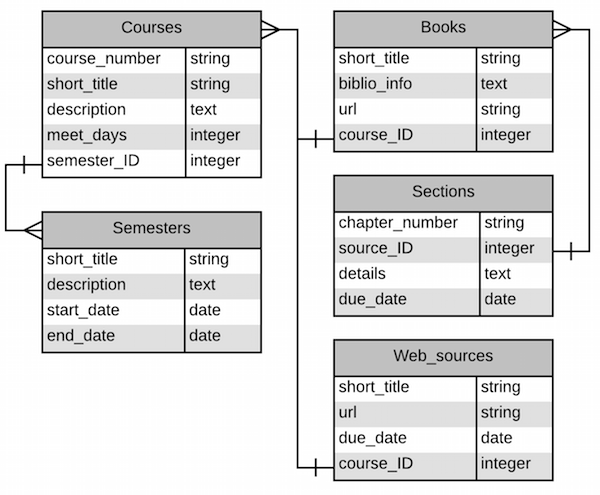 Courses
course_number string
short_title string
description text
meet_days integer
semester_ID integer
Semesters
short_title string
description text
start_date date
end_date date
Books
short_title string
biblio_info text
url string
course_ID integer
Sections
chapter_number string
source_ID integer
details text
due_date date
Web_sources
short_title string
url string
due_date date
course_ID integer